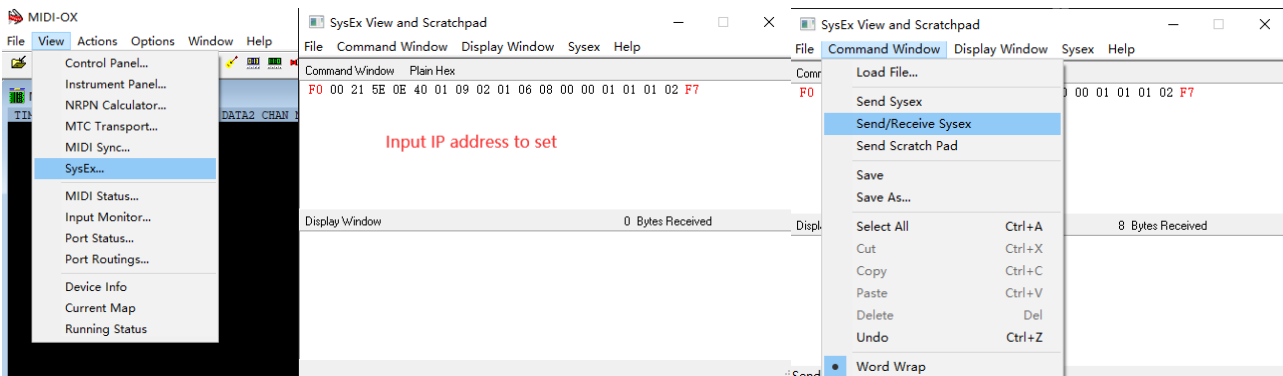 MIDI-OX
File View Actions Options Window Help
Control Panel...
Instrument Panel...
NRPN Calculator...
MTC Transport...
MIDI Sync...
SysEx...
MIDI Status...
Input Monitor...
Port Status...
Port Routings...
Device Info
Current Map
Running Status
DATA2 CHAN
SysEx View and Scratchpad
File Command Window Display Window Sysex Help
Command Window Plain Hex
F0 00 21 5E 0E 40 01 09 02 01 06 08 00 00 01 01 01 02 F7
Input IP address to set
Display Window 0 Bytes Received
SysEx View and Scratchpad
File Command Window Display Window Sysex Help
Comm
F0 00 01 01 01 02 F7
Load File...
Send Sysex
Send/Receive Sysex
Send Scratch Pad
Save
Save As...
Displ 8 Bytes Received
Select All Ctrl+A
Cut Ctrl+X
Copy Ctrl+C
Paste Ctrl+V
Delete Del
Undo Ctrl+Z
Word Wrap